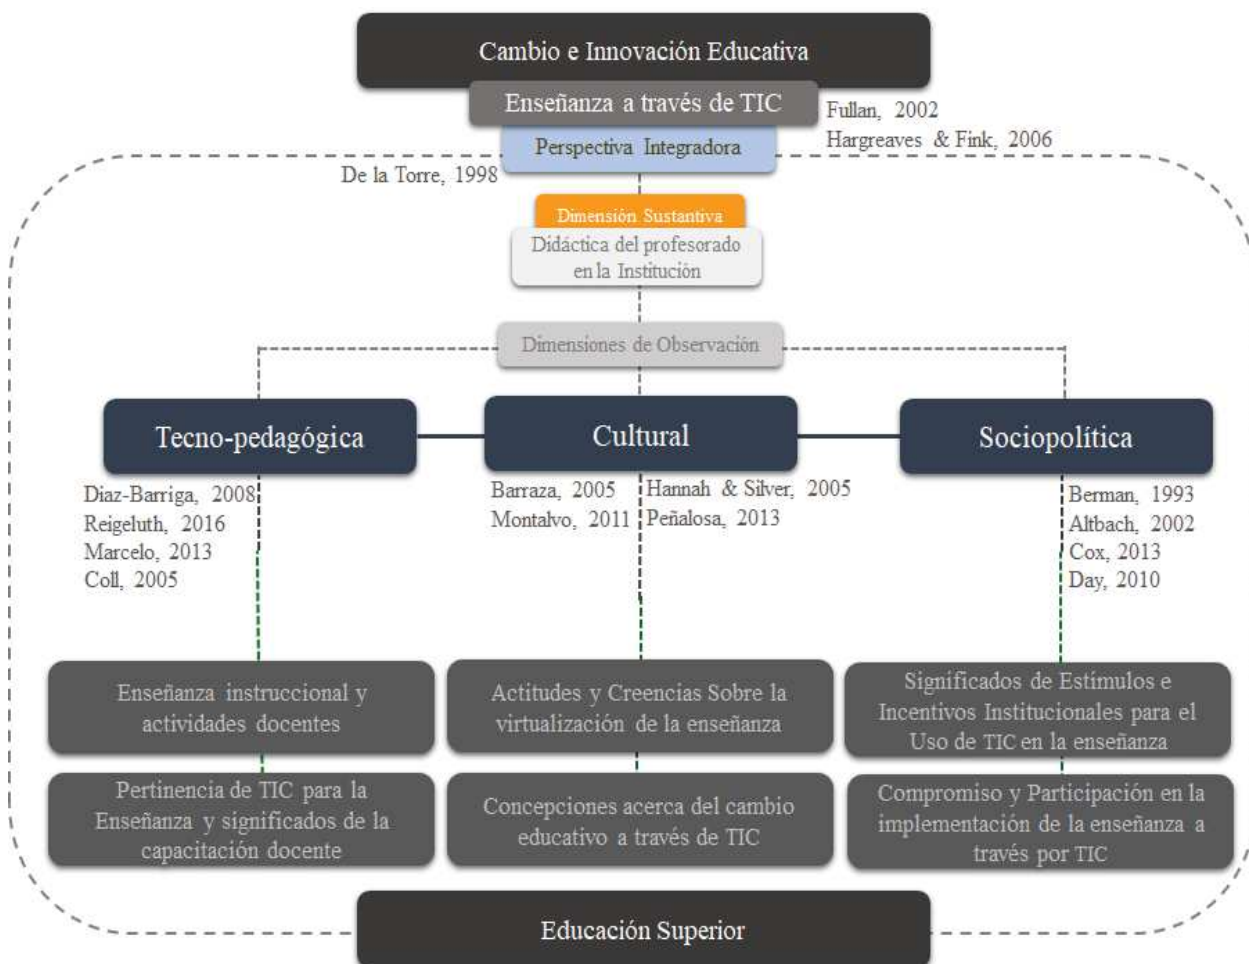 Cambio e Innovación Educativa
Enseñanza a través de TIC
Fullan, 2002
Hargreaves & Fink, 2006
Perspectiva Integradora
De la Torre, 1998
Dimensión Sustantiva
Didáctica del profesorado
en la Institución
Dimensiones de Observación
Tecno-pedagógica
Cultural
Sociopolítica
Diaz-Barriga, 2008
Reigeluth, 2016
Marcelo, 2013
Coll, 2005
Barraza, 2005
Montalvo, 2011
Hannah & Silver, 2005
Peñalosa, 2013
Berman, 1993
Altbach, 2002
Cox, 2013
Day, 2010
Enseñanza instruccional y
actividades docentes
Actitudes y Creencias Sobre la
virtualización de la enseñanza
Significados de Estímulos e
Incentivos Institucionales para el
Uso de TIC en la enseñanza
Pertinencia de TIC para la
Enseñanza y significados de la
capacitación docente
Concepciones acerca del cambio
educativo a través de TIC
Compromiso y Participación en la
implementación de la enseñanza a
través por TIC
Educación Superior